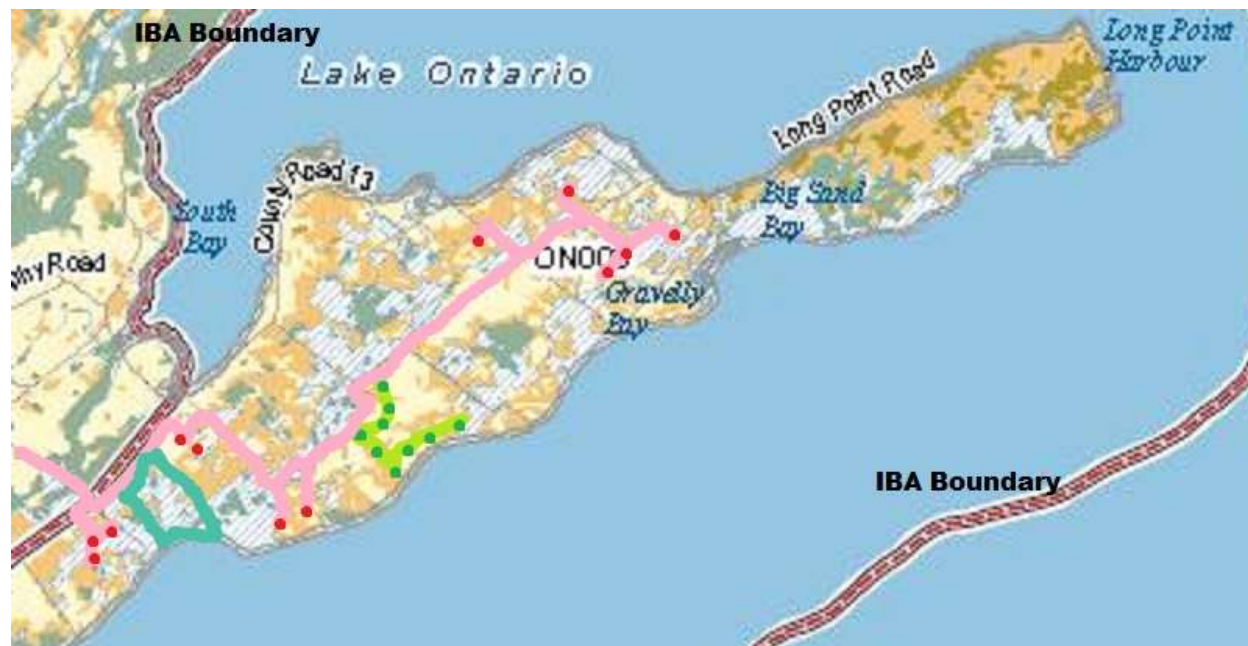 IBA Boundary
Lake Ontario
Long Point
Harbour
Long Point Road
County Road 13
South
Bay
Big Sand
Bay
Road
Gravelly
Bay
IBA Boundary